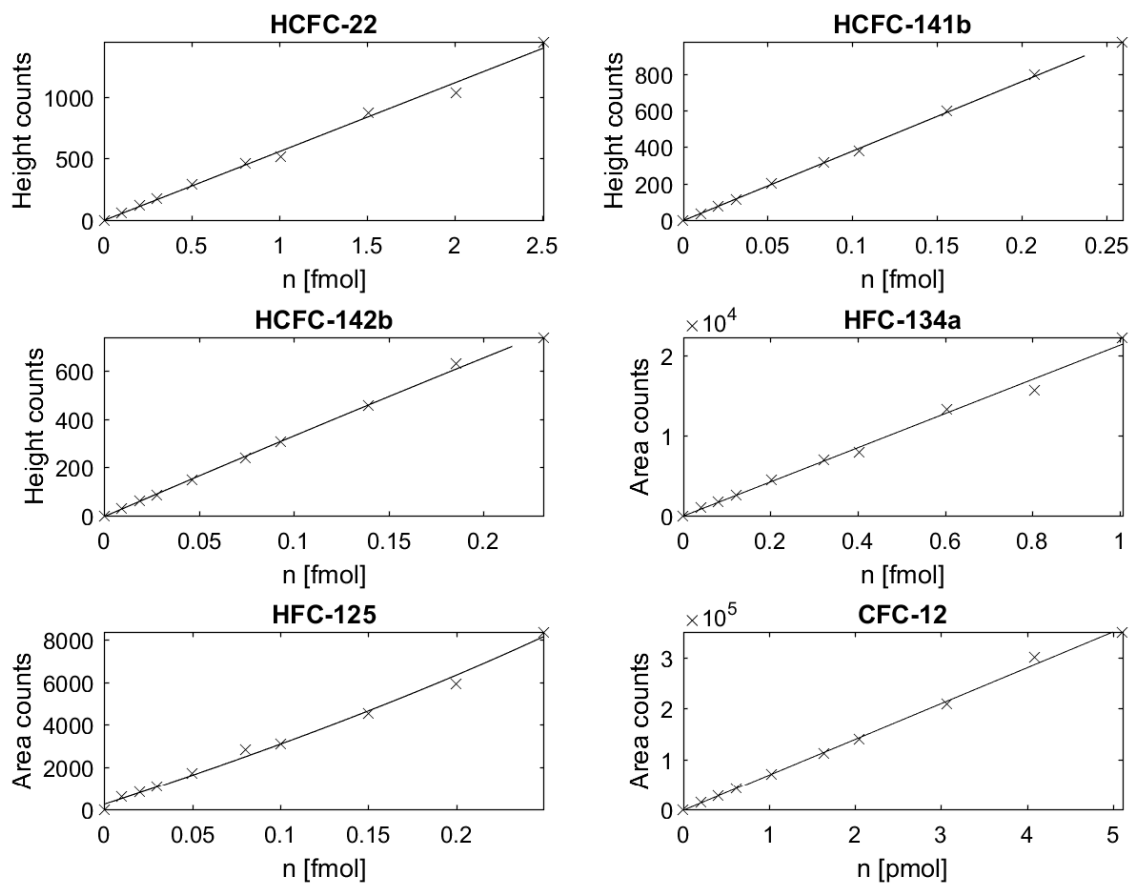 HCFC-22
Height counts
1000
500
0
0 0.5 1 1.5 2 2.5
n [fmol]
HCFC-141b
Height counts
800
600
400
200
0
0 0.05 0.1 0.15 0.2 0.25
n [fmol]
HCFC-142b
Height counts
600
400
200
0
0 0.05 0.1 0.15 0.2
n [fmol]
HFC-134a
×10^4
Area counts
2
1
0
0 0.2 0.4 0.6 0.8 1
n [fmol]
HFC-125
Area counts
8000
6000
4000
2000
0
0 0.05 0.1 0.15 0.2
n [fmol]
CFC-12
×10^5
Area counts
3
2
1
0
0 1 2 3 4 5
n [pmol]